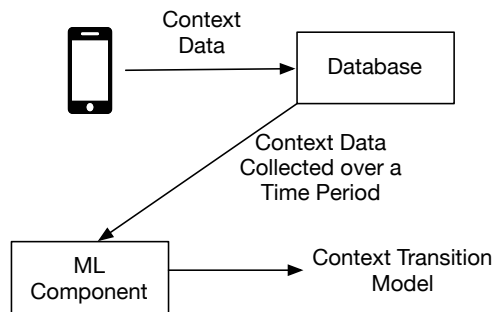 Context
Data
Database
Context Data
Collected over a
Time Period
ML
Component
Context Transition
Model